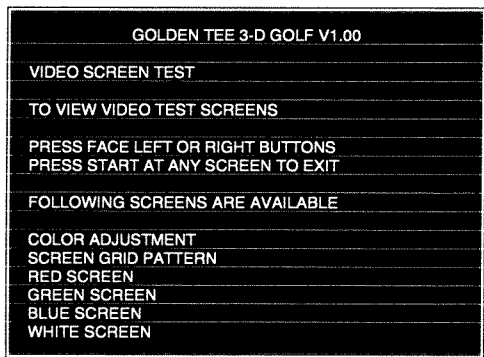 GOLDEN TEE 3-D GOLF V1.00
VIDEO SCREEN TEST
TO VIEW VIDEO TEST SCREENS
PRESS FACE LEFT OR RIGHT BUTTONS
PRESS START AT ANY SCREEN TO EXIT
FOLLOWING SCREENS ARE AVAILABLE
COLOR ADJUSTMENT
SCREEN GRID PATTERN
RED SCREEN
GREEN SCREEN
BLUE SCREEN
WHITE SCREEN